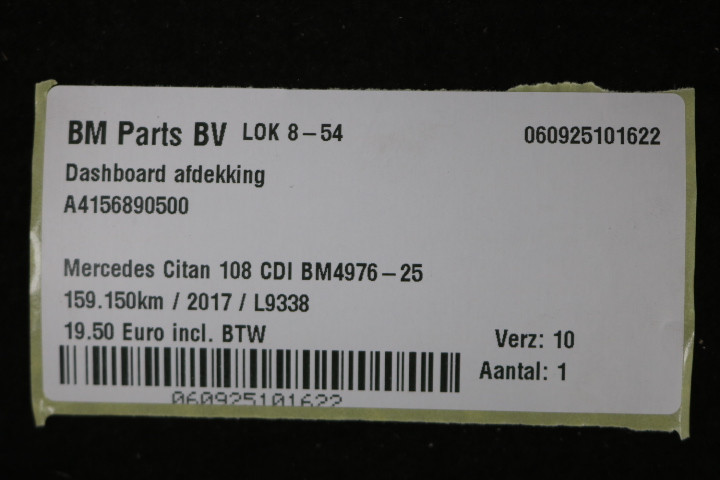 BM Parts BV LOK 8-54 060925101622
Dashboard afdekking
A4156890500
Mercedes Citan 108 CDI BM4976-25
159.150km / 2017 / L9338
19.50 Euro incl. BTW
Verz: 10
Aantal: 1
060925101622